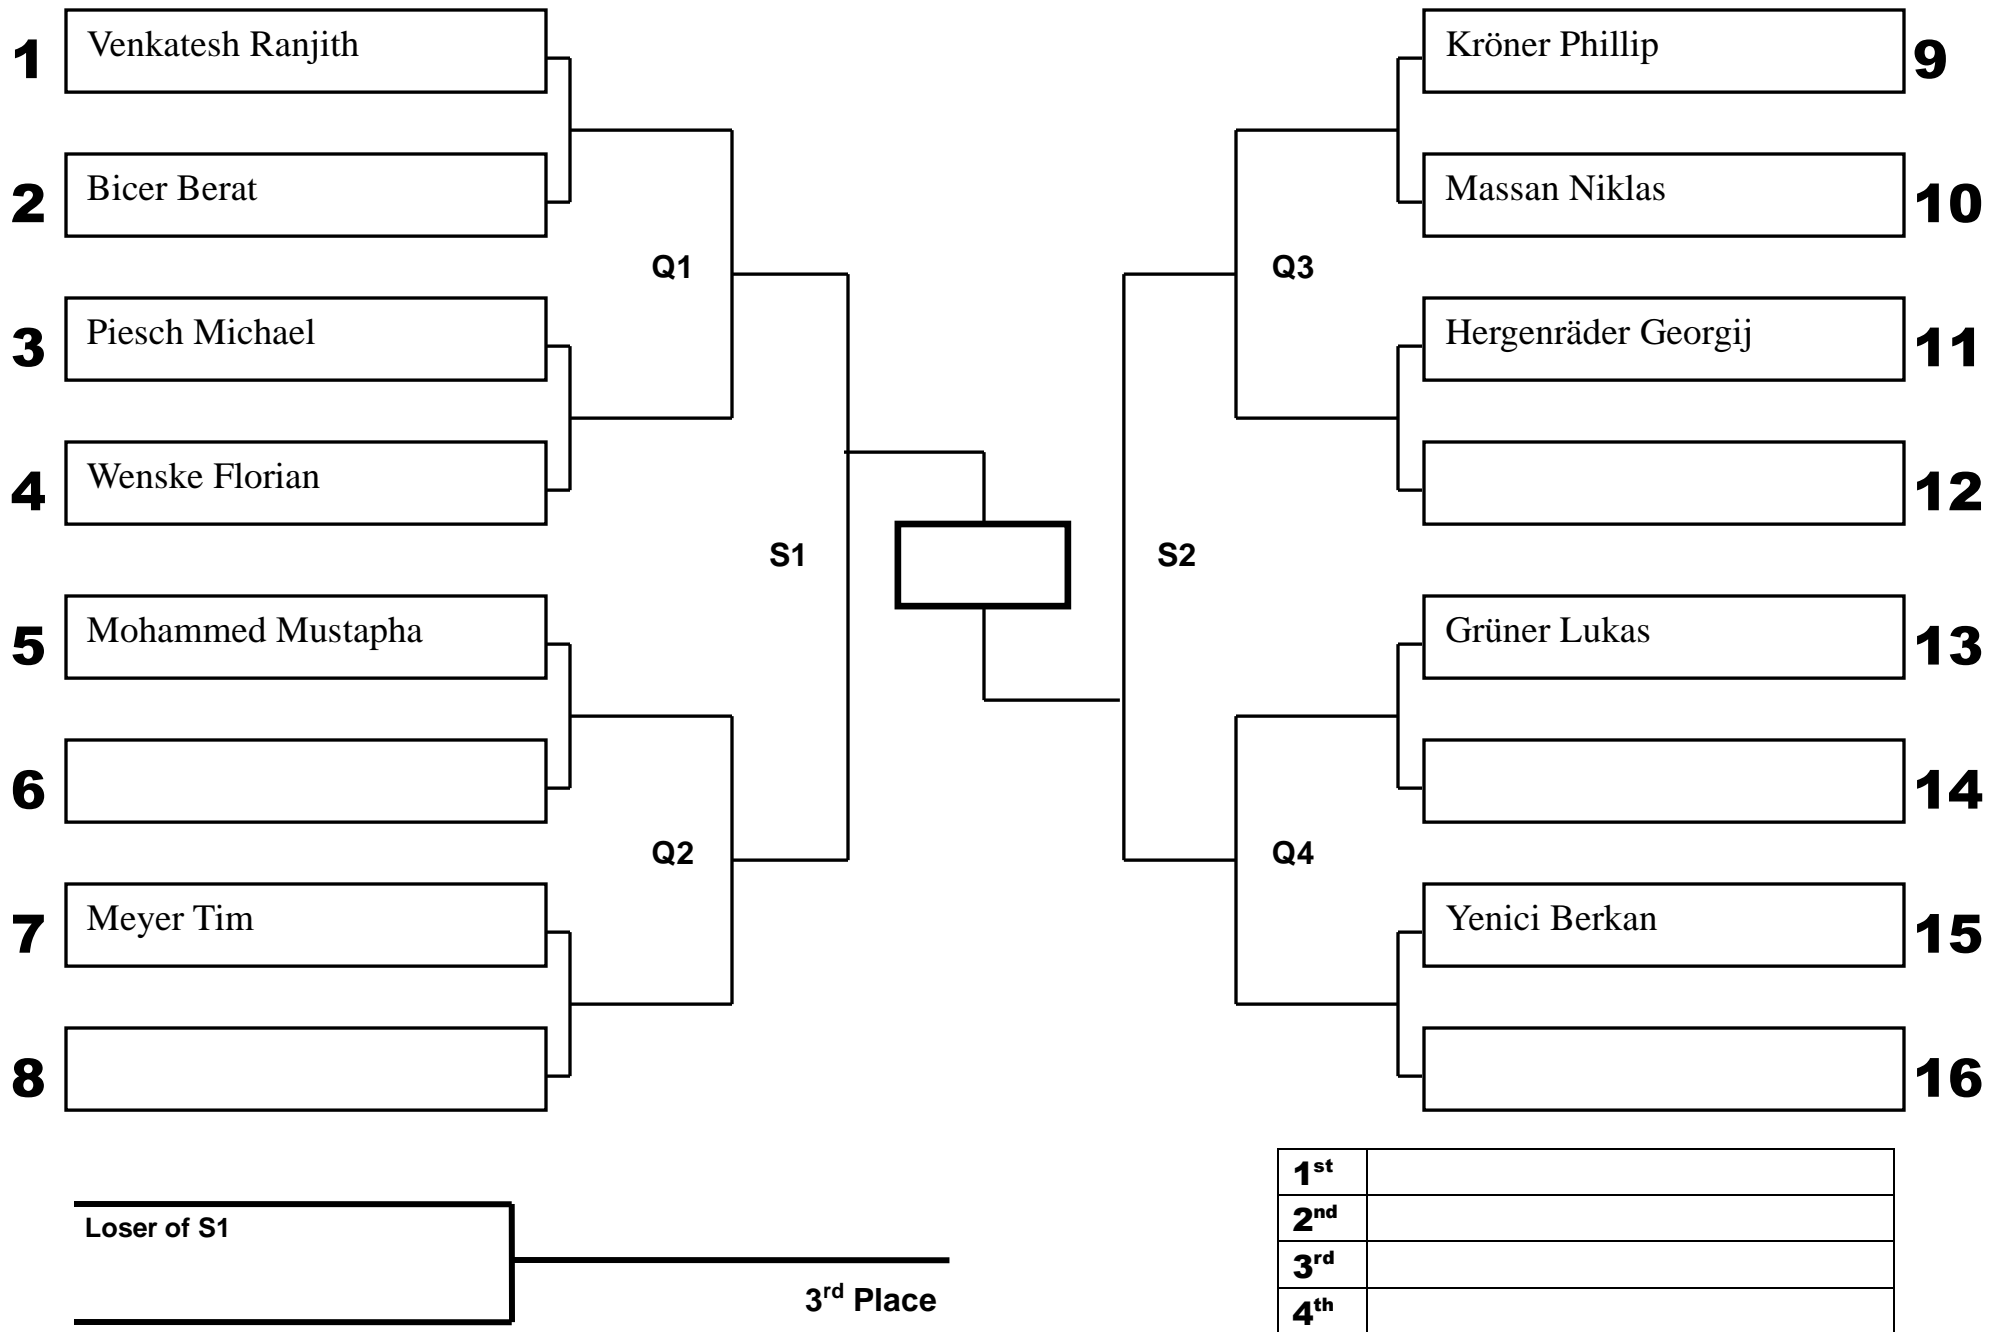 1 Venkatesh Ranjith
2 Bicer Berat
Q1
3 Piesch Michael
4 Wenske Florian
S1
5 Mohammed Mustapha
6
Q2
7 Meyer Tim
8
Kröner Phillip 9
Massan Niklas 10
Q3
Hergenräder Georgij 11
12
S2
Grüner Lukas 13
14
Q4
Yenici Berkan 15
16
Loser of S1
3rd Place
1st
2nd
3rd
4th